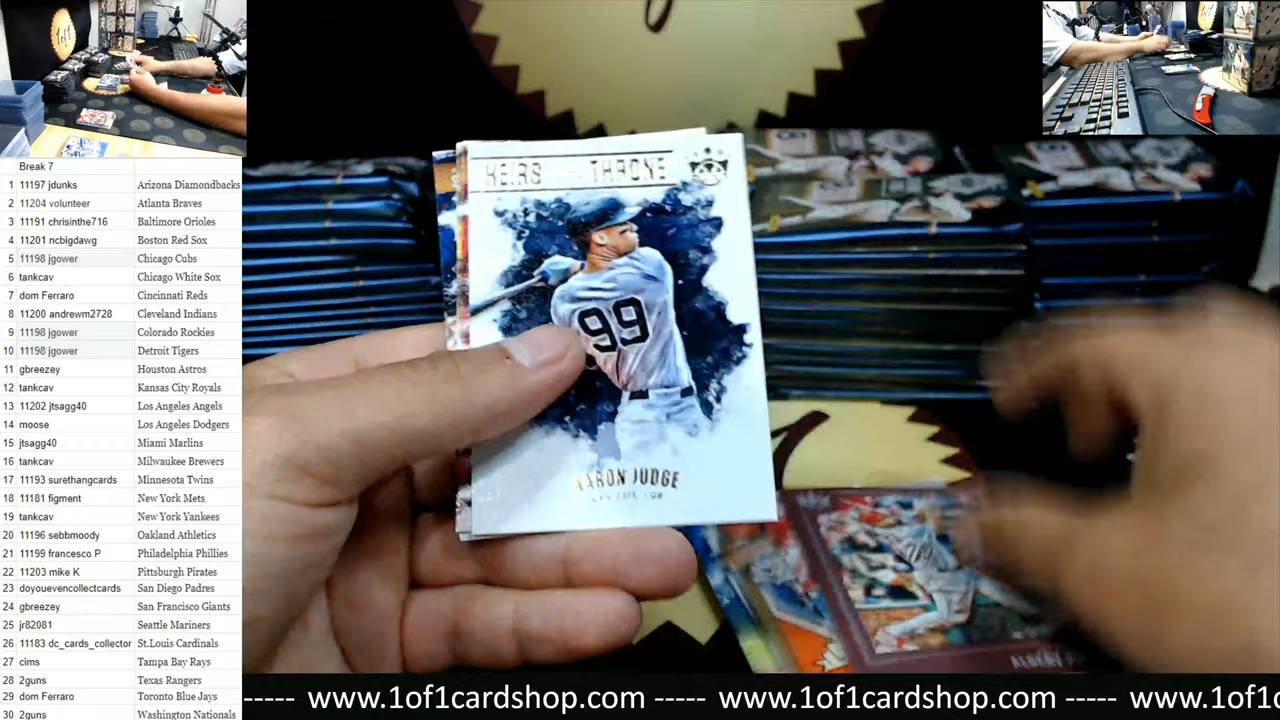 Break 7
1 11197 jdunks Arizona Diamondbacks
2 11204 volunteer Atlanta Braves
3 11191 chrisinthe716 Baltimore Orioles
4 11201 ncbigdawg Boston Red Sox
5 11198 jgower Chicago Cubs
6 tankcav Chicago White Sox
7 dom Ferraro Cincinnati Reds
8 11200 andrewm2728 Cleveland Indians
9 11198 jgower Colorado Rockies
10 11198 jgower Detroit Tigers
11 gbreezey Houston Astros
12 tankcav Kansas City Royals
13 11202 jtsagg40 Los Angeles Angels
14 moose Los Angeles Dodgers
15 jtsagg40 Miami Marlins
16 tankcav Milwaukee Brewers
17 11193 surethangcards Minnesota Twins
18 11181 figment New York Mets
19 tankcav New York Yankees
20 11196 sebbmoody Oakland Athletics
21 11199 francesco P Philadelphia Phillies
22 11203 mike K Pittsburgh Pirates
23 doyouevencollectcards San Diego Padres
24 gbreezey San Francisco Giants
25 jr82081 Seattle Mariners
26 11183 dc_cards_collector St.Louis Cardinals
27 cims Tampa Bay Rays
28 2guns Texas Rangers
29 dom Ferraro Toronto Blue Jays
30 2guns Washington Nationals
HEIRS THRONE
99
AARON JUDGE
ALBERT
----- www.1of1cardshop.com ----- www.1of1cardshop.com ----- www.1of1